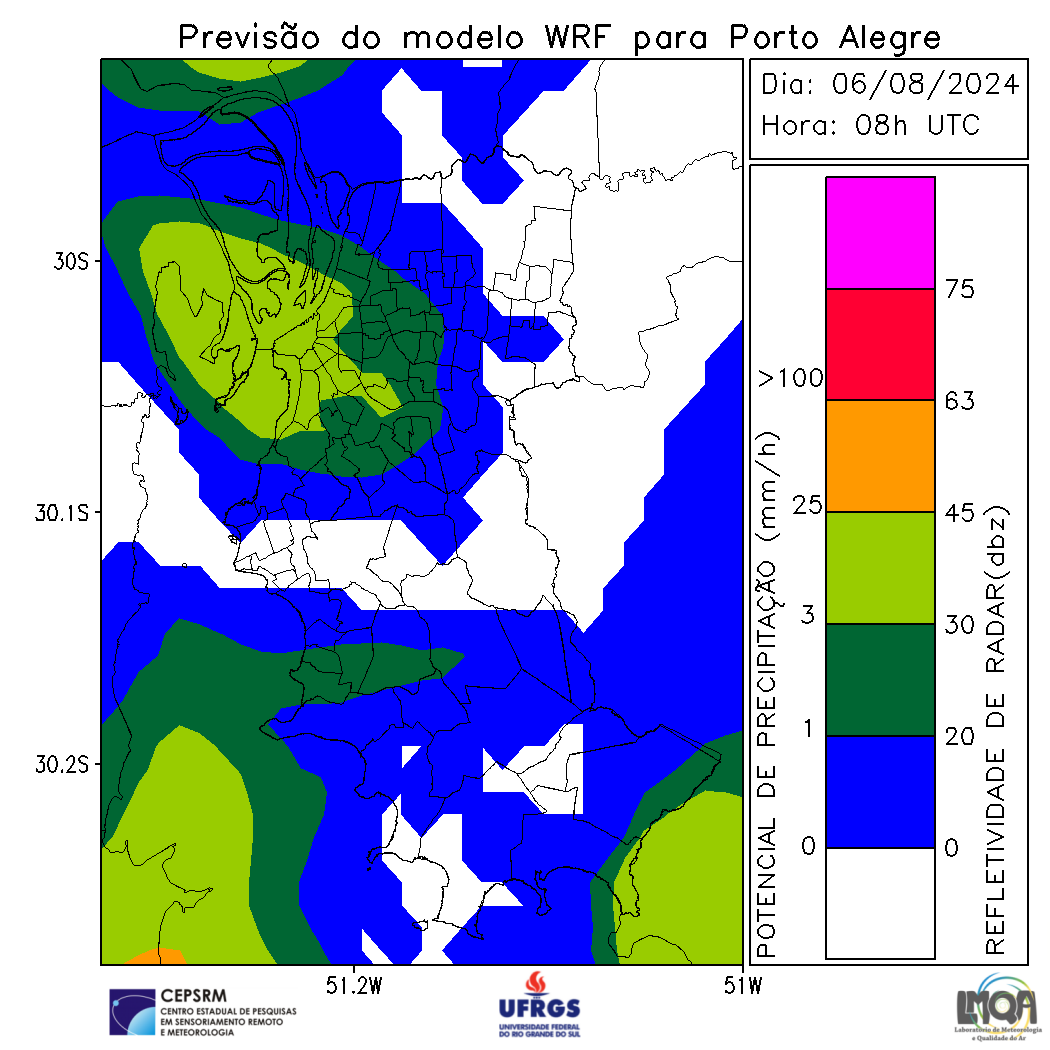 Previsão do modelo WRF para Porto Alegre
Dia: 06/08/2024
Hora: 08h UTC
30S
30.1S
30.2S
51.2W
51W
POTENCIAL DE PRECIPITAÇÃO (mm/h)
>100
25
3
1
0
75
63
45
30
20
0
REFLETIVIDADE DE RADAR(dbz)
CEPSRM
CENTRO ESTADUAL DE PESQUISAS
EM SENSORIAMENTO REMOTO
E METEOROLOGIA
UFRGS
UNIVERSIDADE FEDERAL
DO RIO GRANDE DO SUL
LMQA
Laboratório de Meteorologia
e Qualidade do Ar